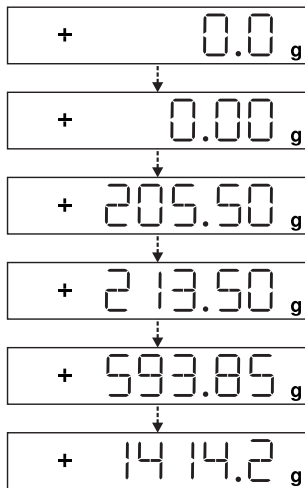 + 0.0 g
+ 0.00 g
+ 205.50 g
+ 213.50 g
+ 593.85 g
+ 1414.2 g